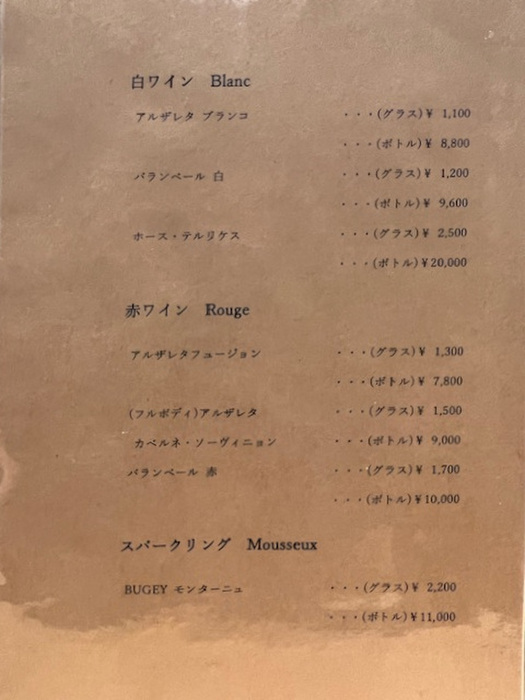 白ワイン Blanc
アルザレタ ブランコ ・・・(グラス)¥ 1,100
・・・(ボトル)¥ 8,800
バランベール 白 ・・・(グラス)¥ 1,200
・・・(ボトル)¥ 9,600
ホース・テルリケス ・・・(グラス)¥ 2,500
・・・(ボトル)¥20,000
赤ワイン Rouge
アルザレタフュージョン ・・・(グラス)¥ 1,300
・・・(ボトル)¥ 7,800
(フルボディ)アルザレタ ・・・(グラス)¥ 1,500
カベルネ・ソーヴィニョン ・・・(ボトル)¥ 9,000
バランベール 赤 ・・・(グラス)¥ 1,700
・・・(ボトル)¥10,000
スパークリング Mousseux
BUGEY モンターニュ ・・・(グラス)¥ 2,200
・・・(ボトル)¥11,000